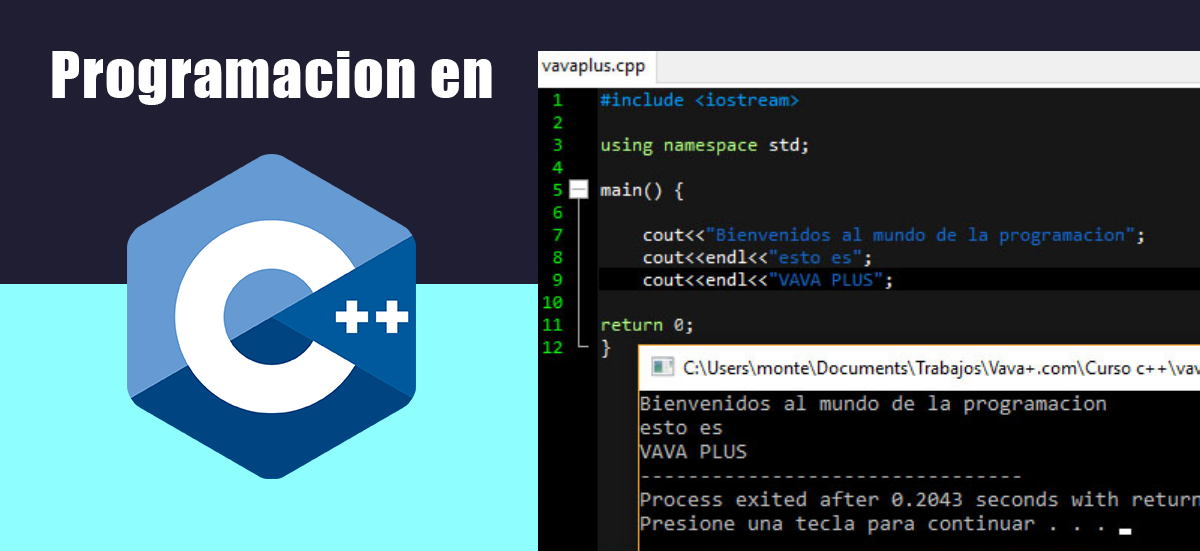 Programacion en
C++
vavaplus.cpp
1 #include <iostream>
2
3 using namespace std;
4
5 main() {
6
7 cout<<"Bienvenidos al mundo de la programacion";
8 cout<<endl<<"esto es";
9 cout<<endl<<"VAVA PLUS";
10
11 return 0;
12 }
C:\Users\monte\Documents\Trabajos\Vava+.com\Curso c++\vav
Bienvenidos al mundo de la programacion
esto es
VAVA PLUS
--------------------------------
Process exited after 0.2043 seconds with return
Presione una tecla para continuar . . . _